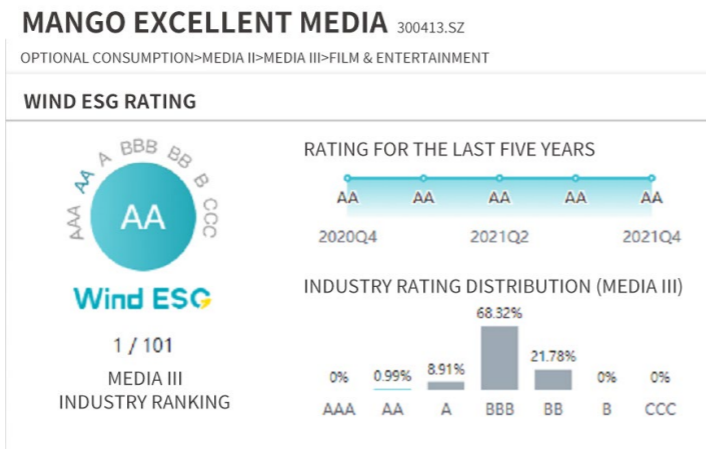 MANGO EXCELLENT MEDIA 300413.SZ
OPTIONAL CONSUMPTION>MEDIA II>MEDIA III>FILM & ENTERTAINMENT
WIND ESG RATING
AAA AA A BBB BB B CCC
AA
Wind ESG
1 / 101
MEDIA III
INDUSTRY RANKING
RATING FOR THE LAST FIVE YEARS
AA AA AA AA AA
2020Q4 2021Q2 2021Q4
INDUSTRY RATING DISTRIBUTION (MEDIA III)
0% 0.99% 8.91% 68.32% 21.78% 0% 0%
AAA AA A BBB BB B CCC